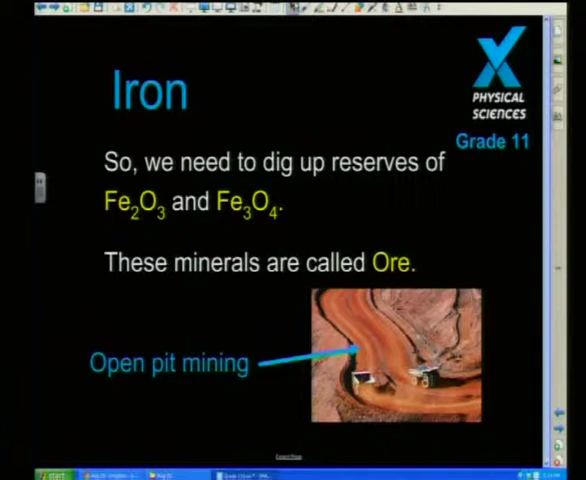 Iron
PHYSICAL
SCIENCES
Grade 11
So, we need to dig up reserves of
Fe₂O₃ and Fe₃O₄.
These minerals are called Ore.
Open pit mining
start